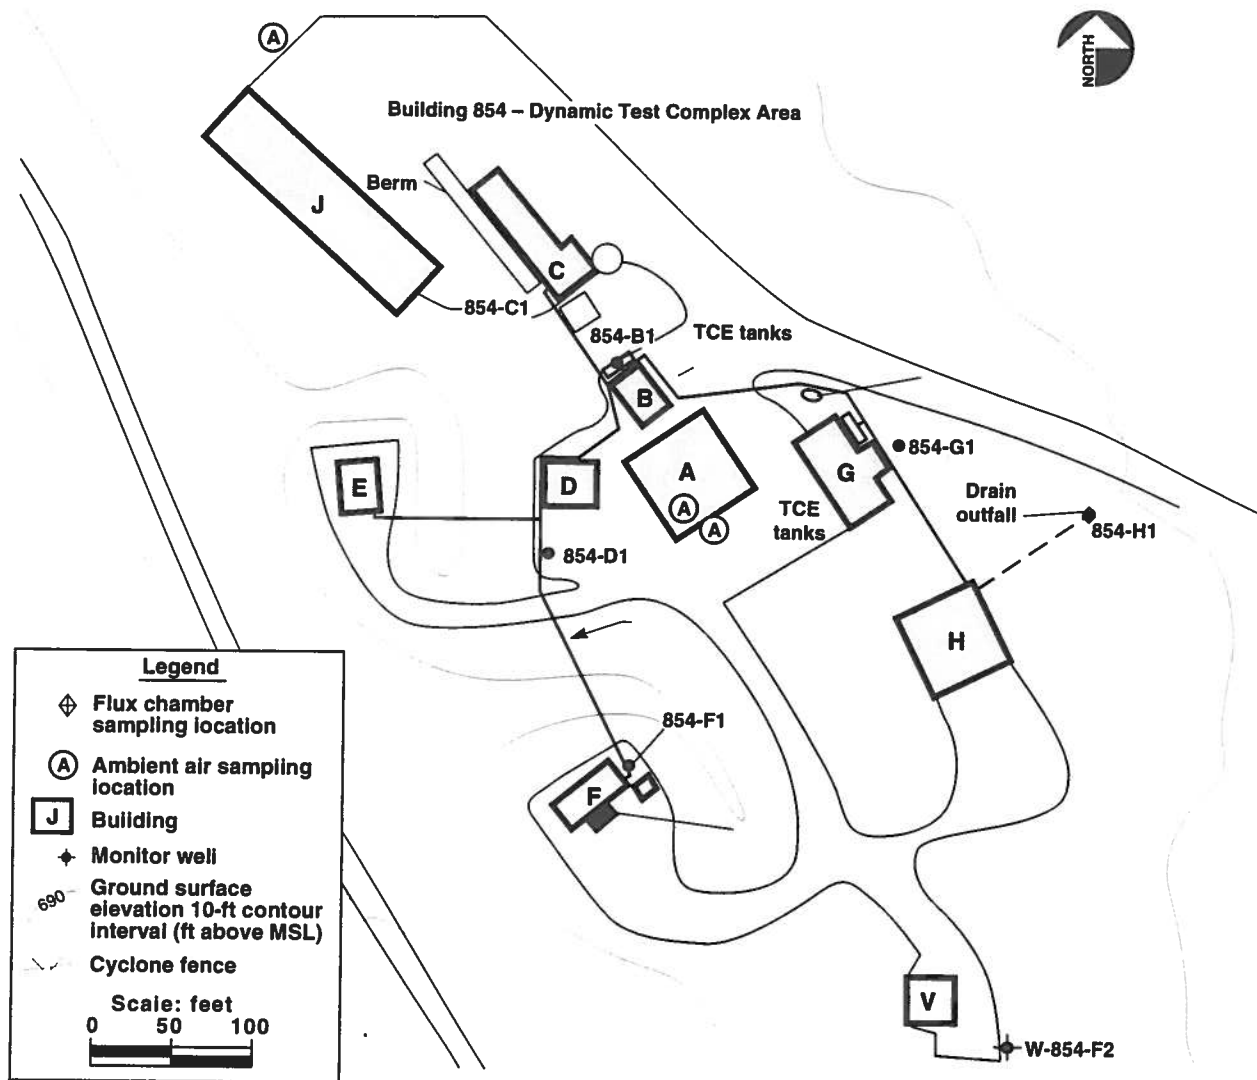 A
NORTH
Building 854 – Dynamic Test Complex Area
Berm
J
C
854-C1
854-B1
TCE tanks
B
A
G
854-G1
E
D
A
A
TCE
tanks
Drain
outfall
854-H1
854-D1
H
854-F1
F
V
W-854-F2
Legend
Flux chamber
sampling location
A
Ambient air sampling
location
J
Building
Monitor well
690
Ground surface
elevation 10-ft contour
interval (ft above MSL)
Cyclone fence
Scale: feet
0 50 100